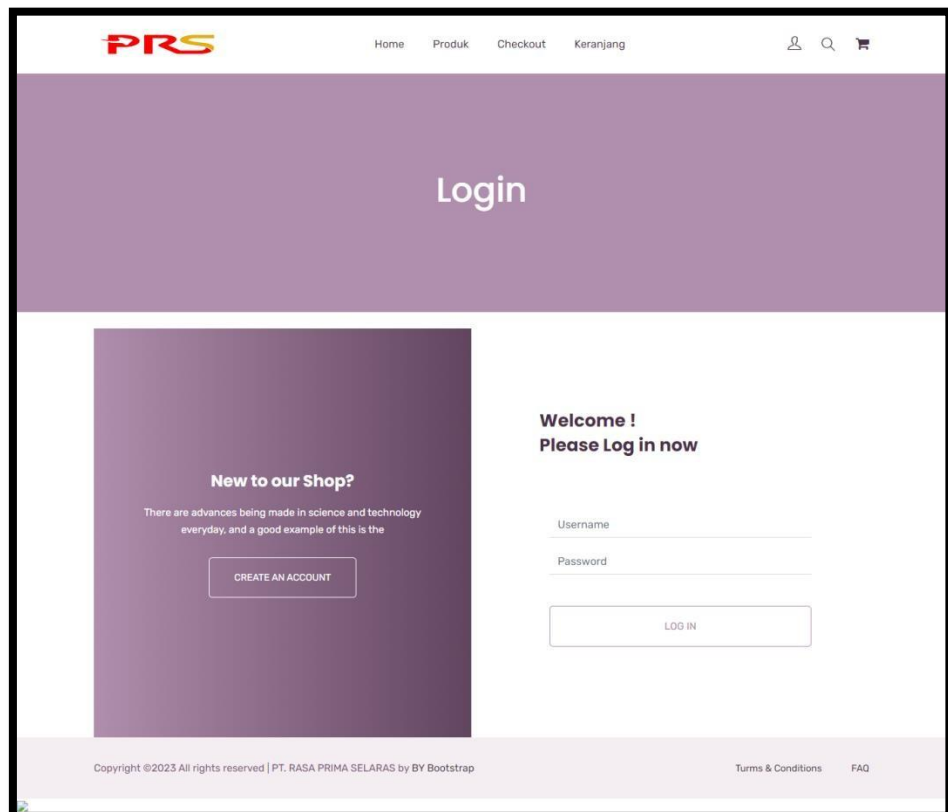 PRS
Home Produk Checkout Keranjang
Login
New to our Shop?
There are advances being made in science and technology
everyday, and a good example of this is the
CREATE AN ACCOUNT
Welcome !
Please Log in now
Username
Password
LOG IN
Copyright ©2023 All rights reserved | PT. RASA PRIMA SELARAS by BY Bootstrap
Turms & Conditions FAQ